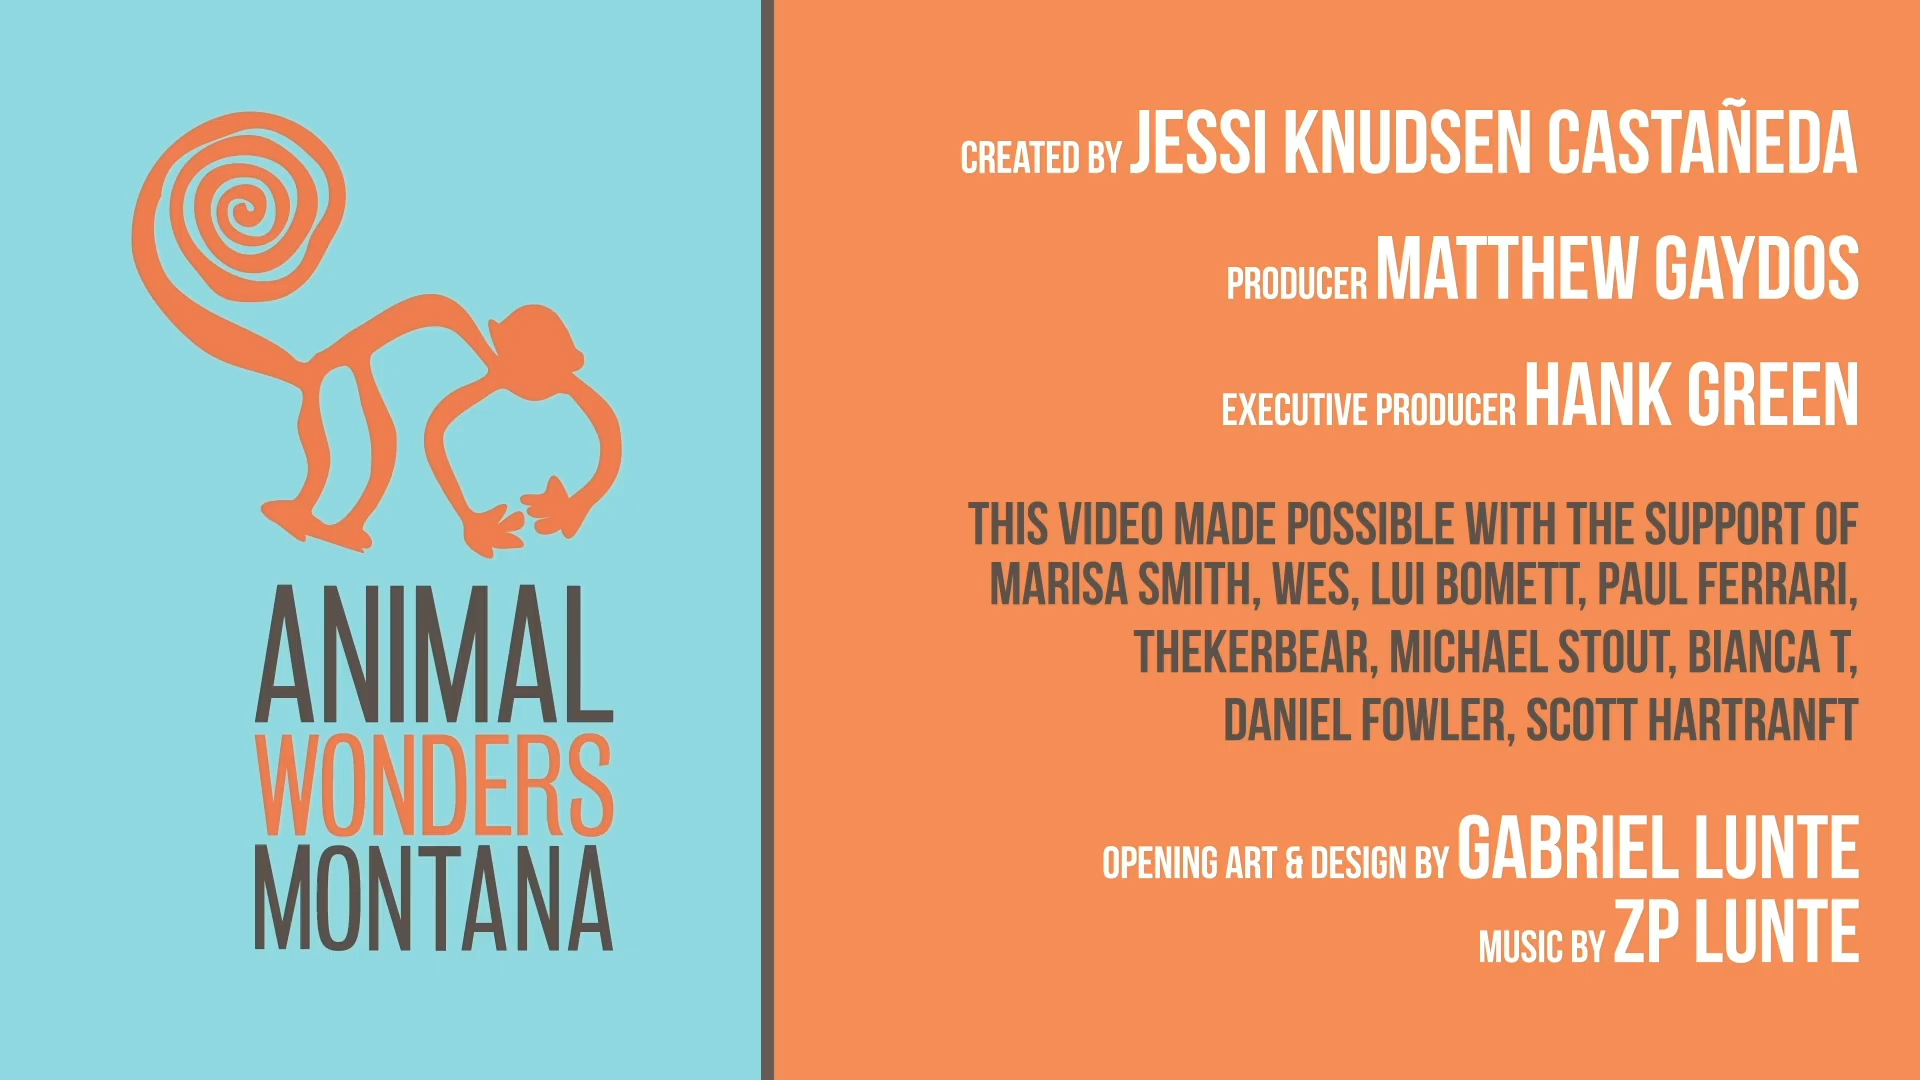 ANIMAL
WONDERS
MONTANA
CREATED BY JESSI KNUDSEN CASTAÑEDA
PRODUCER MATTHEW GAYDOS
EXECUTIVE PRODUCER HANK GREEN
THIS VIDEO MADE POSSIBLE WITH THE SUPPORT OF
MARISA SMITH, WES, LUI BOMETT, PAUL FERRARI,
THEKERBEAR, MICHAEL STOUT, BIANCA T,
DANIEL FOWLER, SCOTT HARTRANFT
OPENING ART & DESIGN BY GABRIEL LUNTE
MUSIC BY ZP LUNTE